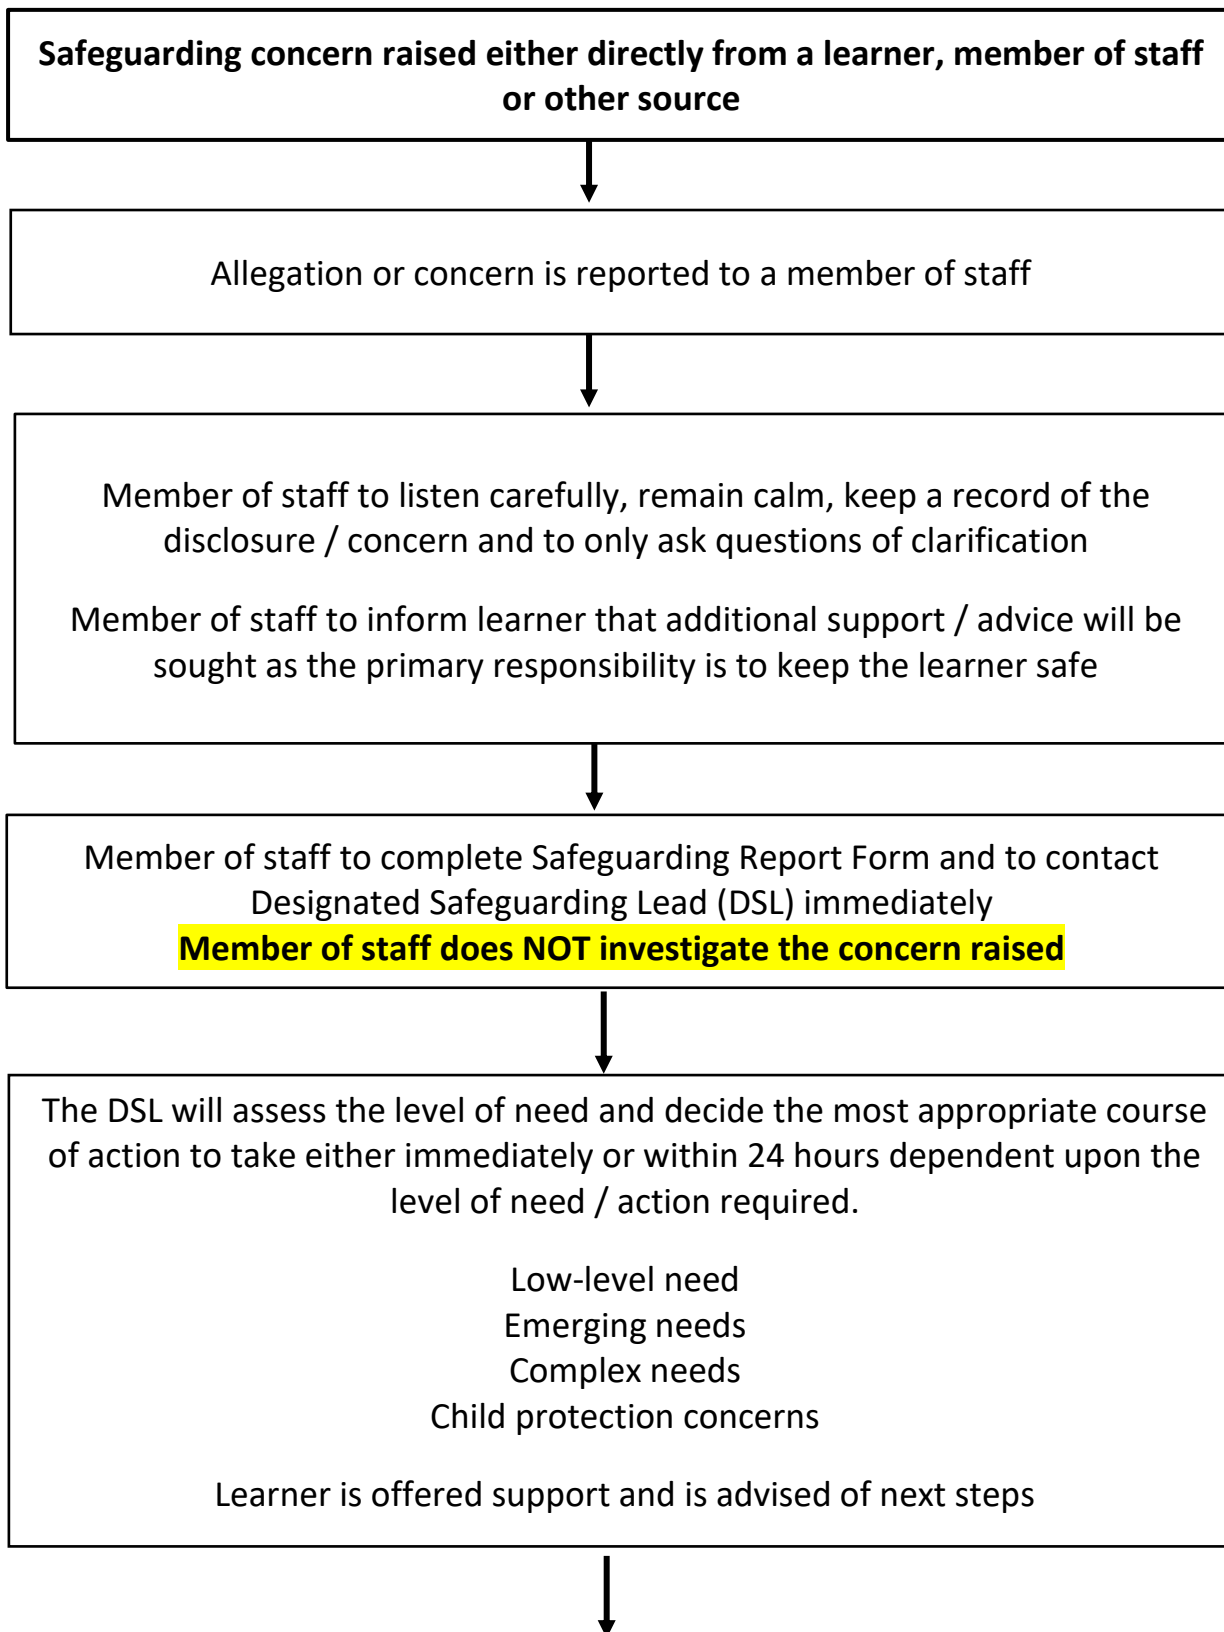 Safeguarding concern raised either directly from a learner, member of staff
or other source
Allegation or concern is reported to a member of staff
Member of staff to listen carefully, remain calm, keep a record of the
disclosure / concern and to only ask questions of clarification
Member of staff to inform learner that additional support / advice will be
sought as the primary responsibility is to keep the learner safe
Member of staff to complete Safeguarding Report Form and to contact
Designated Safeguarding Lead (DSL) immediately
Member of staff does NOT investigate the concern raised
The DSL will assess the level of need and decide the most appropriate course
of action to take either immediately or within 24 hours dependent upon the
level of need / action required.
Low-level need
Emerging needs
Complex needs
Child protection concerns
Learner is offered support and is advised of next steps